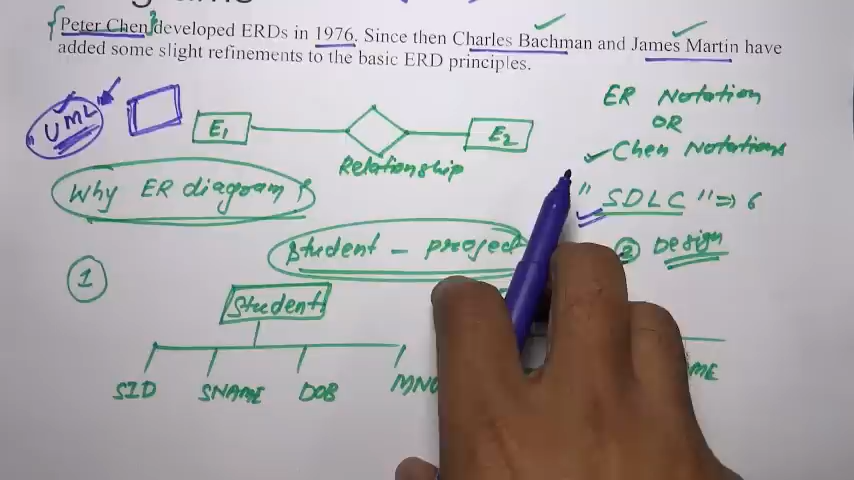 Peter Chen developed ERDs in 1976. Since then Charles Bachman and James Martin have
added some slight refinements to the basic ERD principles.
UML
E1
E2
Relationship
ER Notation
OR
Chen Notations
Why ER diagram
"SDLC" => 6
Student - project
② Design
①
Student
SID
SNAME
DOB